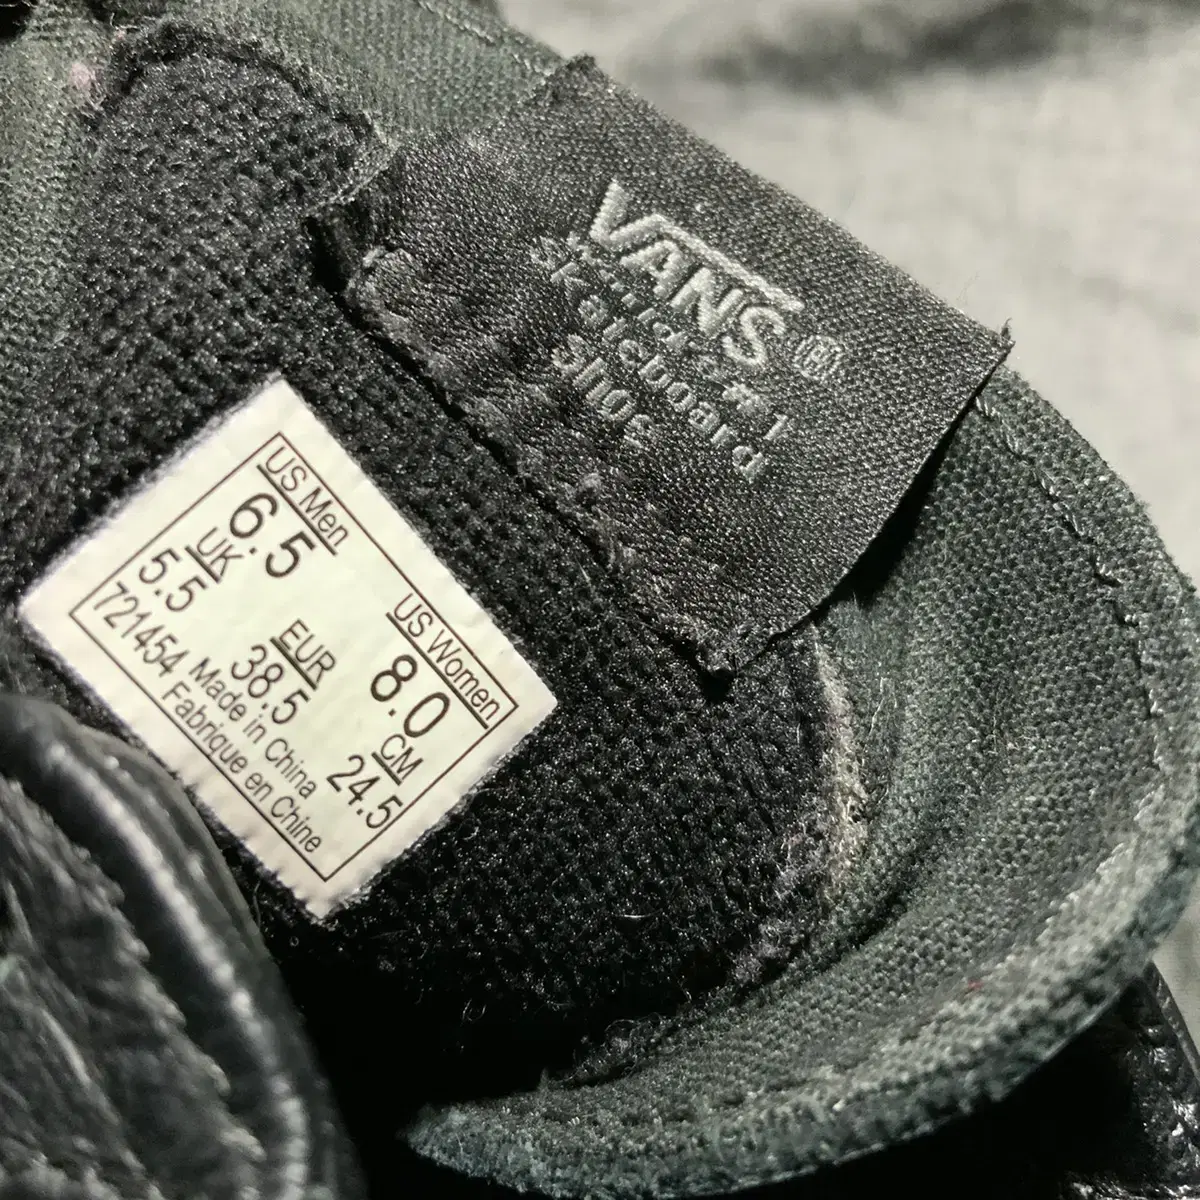 VANS®
Skateboard
Shoe
US Men
6.5
US Women
8.0
UK
5.5
EUR
38.5
CM
24.5
721454 Made in China
Fabrique en Chine